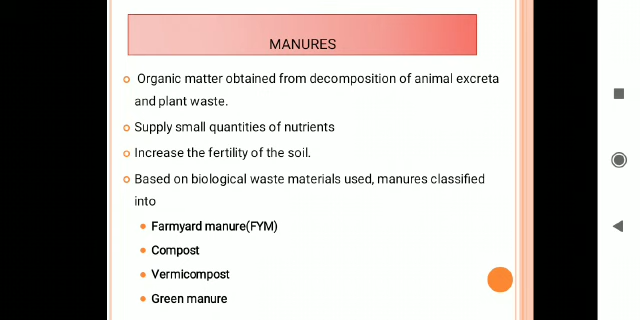 MANURES
Organic matter obtained from decomposition of animal excreta
and plant waste.
Supply small quantities of nutrients
Increase the fertility of the soil.
Based on biological waste materials used, manures classified
into
Farmyard manure(FYM)
Compost
Vermicompost
Green manure